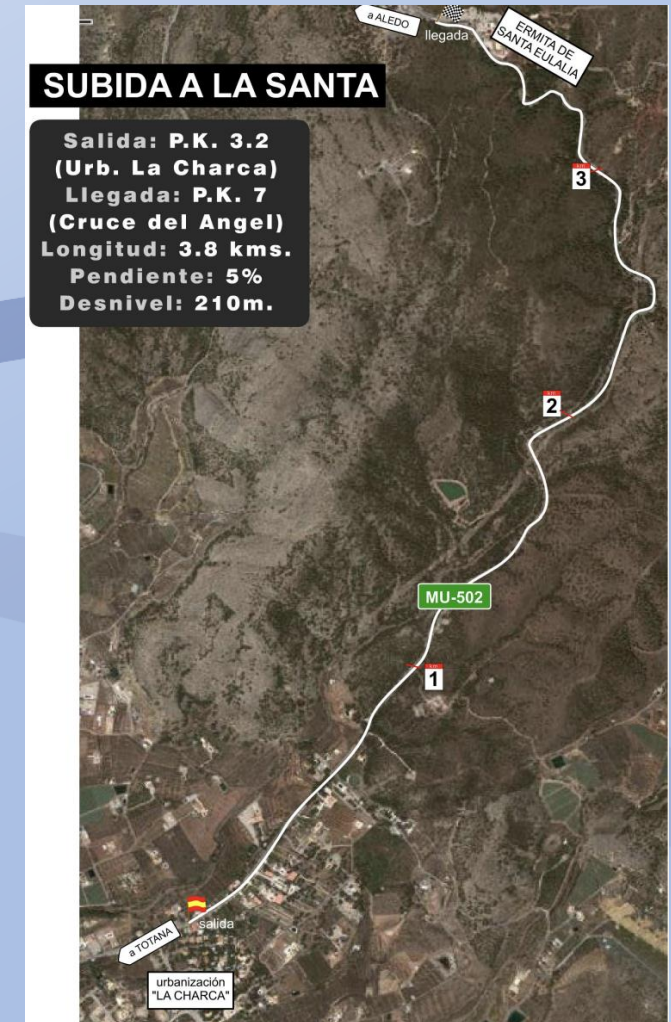 a ALEDO
llegada
ERMITA DE
SANTA EULALIA
SUBIDA A LA SANTA
Salida: P.K. 3.2
(Urb. La Charca)
Llegada: P.K. 7
(Cruce del Angel)
Longitud: 3.8 kms.
Pendiente: 5%
Desnivel: 210m.
3
2
MU-502
1
salida
a TOTANA
urbanización
"LA CHARCA"